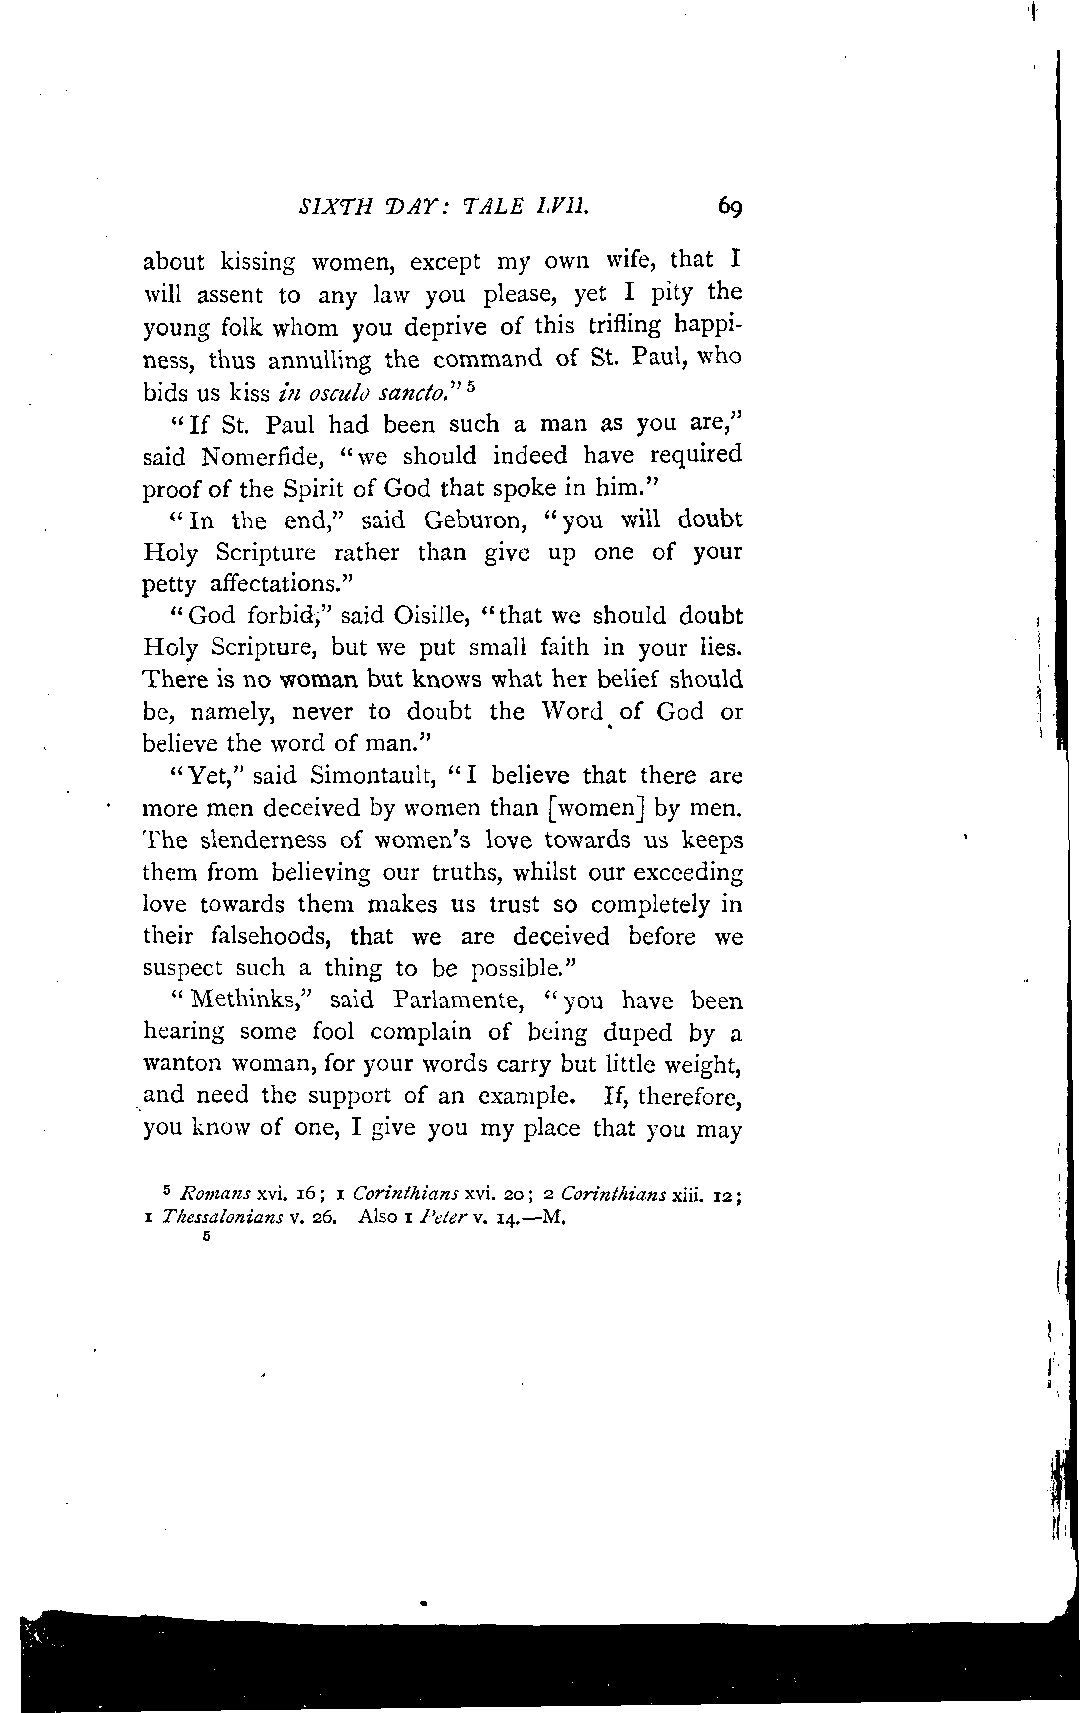 SIXTH DAY: TALE LVII. 69
about kissing women, except my own wife, that I
will assent to any law you please, yet I pity the
young folk whom you deprive of this trifling happi-
ness, thus annulling the command of St. Paul, who
bids us kiss in osculo sancto." 5
"If St. Paul had been such a man as you are,"
said Nomerfide, "we should indeed have required
proof of the Spirit of God that spoke in him."
"In the end," said Geburon, "you will doubt
Holy Scripture rather than give up one of your
petty affectations."
"God forbid," said Oisille, "that we should doubt
Holy Scripture, but we put small faith in your lies.
There is no woman but knows what her belief should
be, namely, never to doubt the Word of God or
believe the word of man."
"Yet," said Simontault, "I believe that there are
more men deceived by women than [women] by men.
The slenderness of women's love towards us keeps
them from believing our truths, whilst our exceeding
love towards them makes us trust so completely in
their falsehoods, that we are deceived before we
suspect such a thing to be possible."
"Methinks," said Parlamente, "you have been
hearing some fool complain of being duped by a
wanton woman, for your words carry but little weight,
and need the support of an example. If, therefore,
you know of one, I give you my place that you may
5 Romans xvi. 16; 1 Corinthians xvi. 20; 2 Corinthians xiii. 12;
1 Thessalonians v. 26. Also 1 Peter v. 14.—M.
5